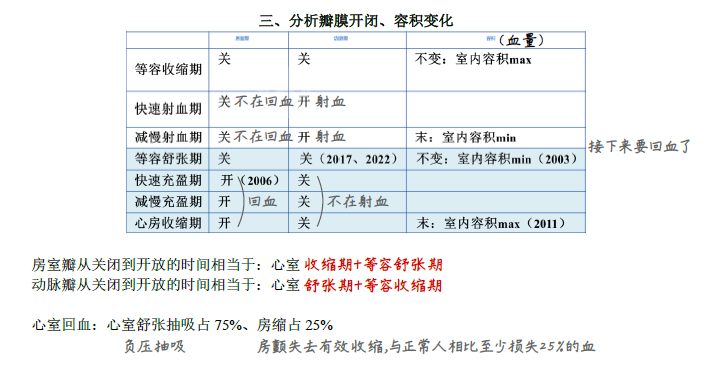 三、分析瓣膜开闭、容积变化
房室瓣 动脉瓣 容积（血量）
等容收缩期 关 关 不变：室内容积max
快速射血期 关 不在回血 开 射血
减慢射血期 关 不在回血 开 射血 末：室内容积min
接下来要回血了
等容舒张期 关 关（2017、2022） 不变：室内容积min（2003）
快速充盈期 开（2006） 关
减慢充盈期 开 回血 关 不在射血
心房收缩期 开 关 末：室内容积max（2011）
房室瓣从关闭到开放的时间相当于：心室 收缩期+等容舒张期
动脉瓣从关闭到开放的时间相当于：心室 舒张期+等容收缩期
心室回血：心室舒张抽吸占 75%、房缩占 25%
负压抽吸 房颤失去有效收缩,与正常人相比至少损失25%的血